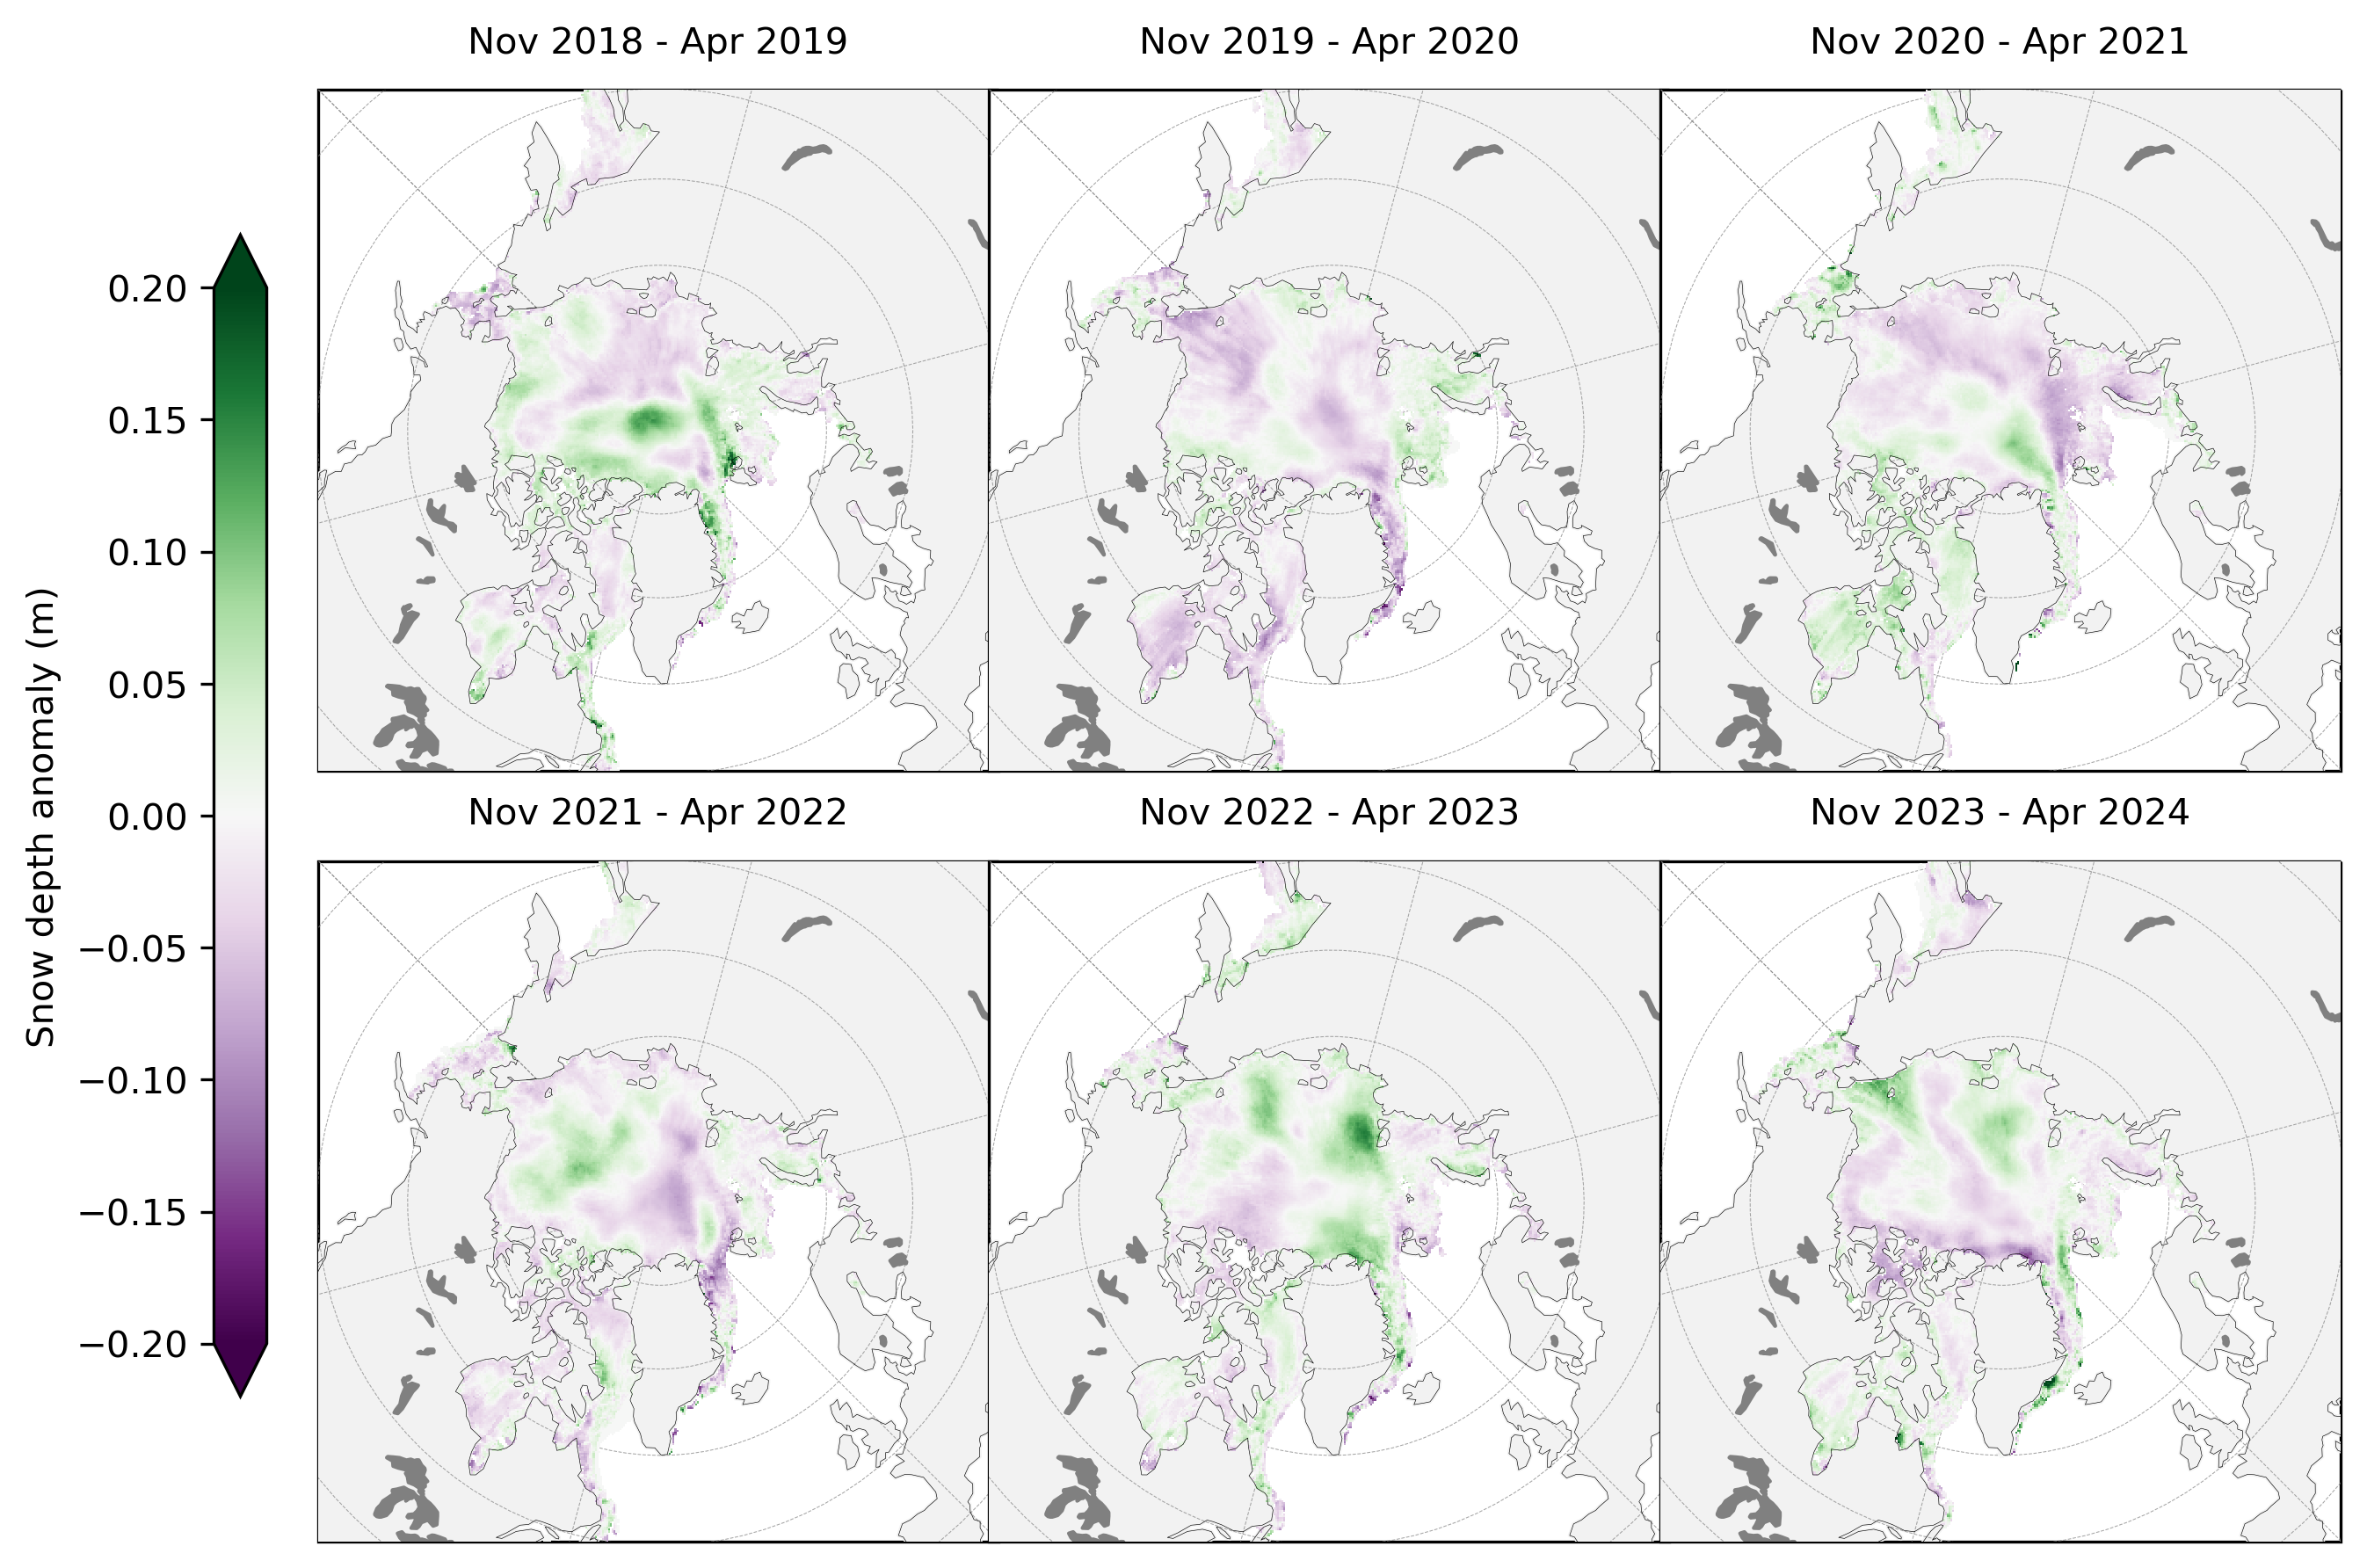 Nov 2018 - Apr 2019
Nov 2019 - Apr 2020
Nov 2020 - Apr 2021
Snow depth anomaly (m)
0.20
0.15
0.10
0.05
0.00
−0.05
−0.10
−0.15
−0.20
Nov 2021 - Apr 2022
Nov 2022 - Apr 2023
Nov 2023 - Apr 2024